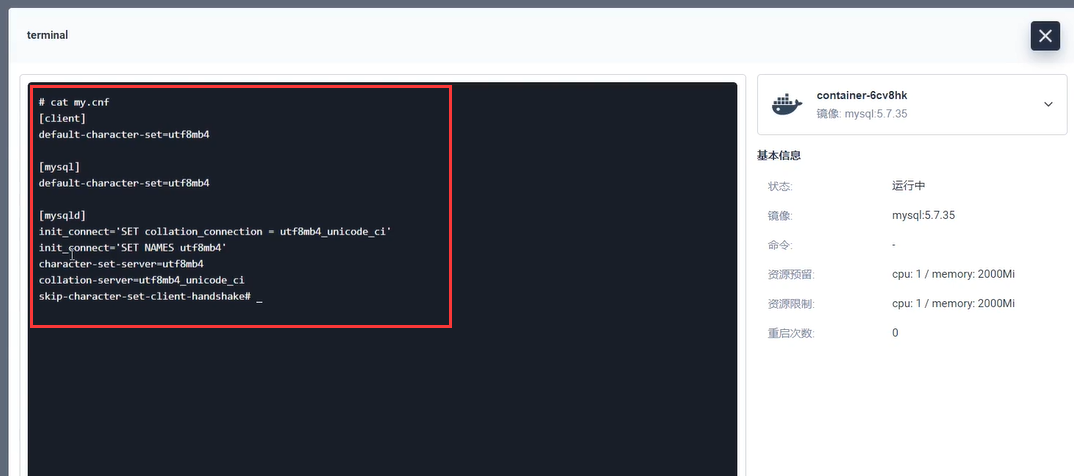 terminal
# cat my.cnf
[client]
default-character-set=utf8mb4
[mysql]
default-character-set=utf8mb4
[mysqld]
init_connect='SET collation_connection = utf8mb4_unicode_ci'
init_connect='SET NAMES utf8mb4'
character-set-server=utf8mb4
collation-server=utf8mb4_unicode_ci
skip-character-set-client-handshake# _
container-6cv8hk
镜像: mysql:5.7.35
基本信息
状态: 运行中
镜像: mysql:5.7.35
命令: -
资源预留: cpu: 1 / memory: 2000Mi
资源限制: cpu: 1 / memory: 2000Mi
重启次数: 0